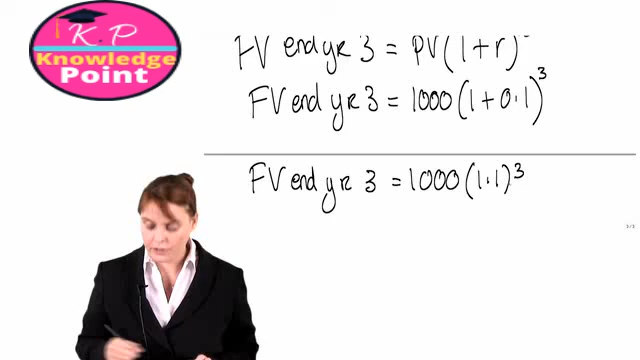 K.P
Knowledge
Point
FV end yr 3 = PV(1+r)
FV end yr 3 = 1000(1+0.1)^3
FV end yr 3 = 1000(1.1)^3